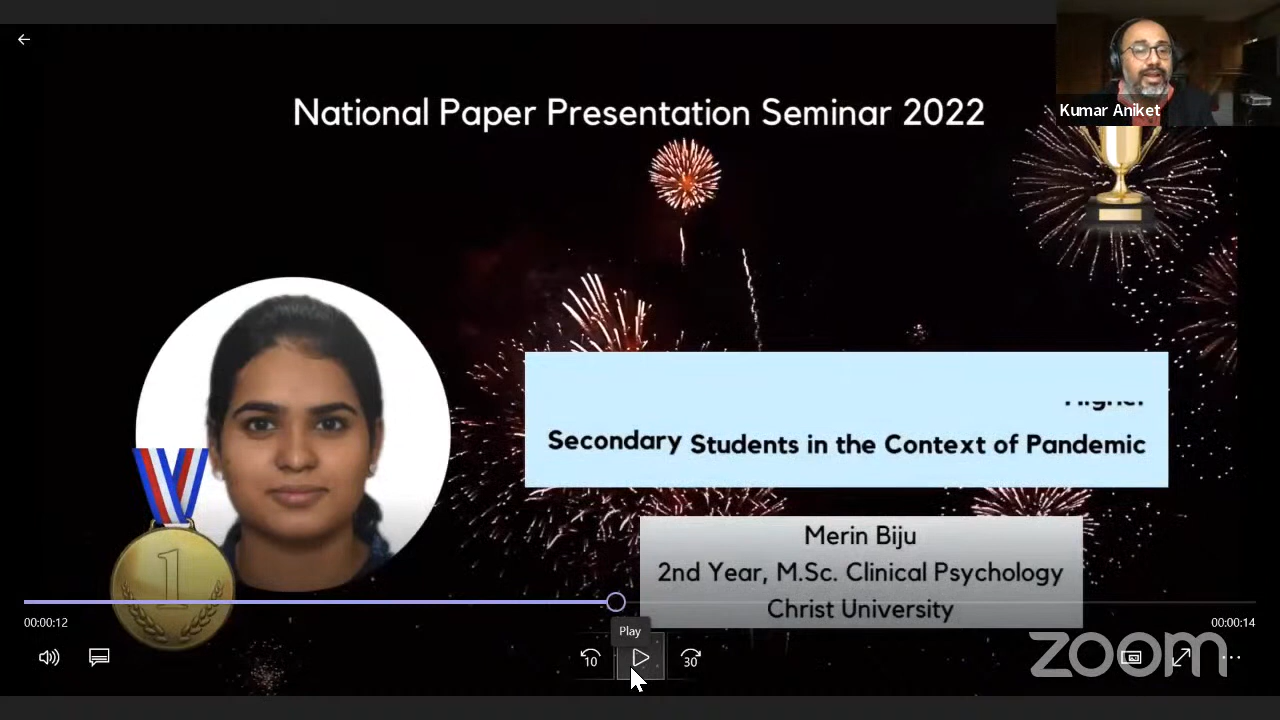 Kumar Aniket
National Paper Presentation Seminar 2022
Secondary Students in the Context of Pandemic
Merin Biju
2nd Year, M.Sc. Clinical Psychology
Christ University
1
00:00:12
00:00:14
Play
10
30
zoom